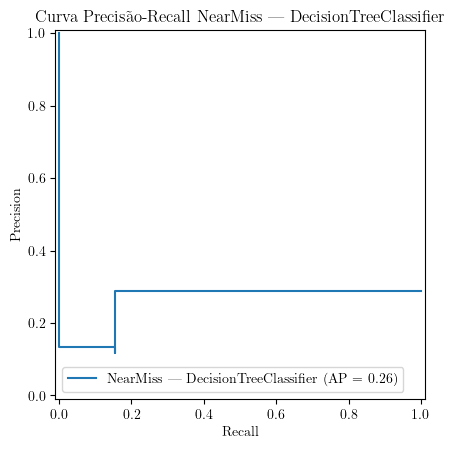 Curva Precisão-Recall NearMiss — DecisionTreeClassifier
1.0
0.8
0.6
0.4
0.2
0.0
Precision
NearMiss — DecisionTreeClassifier (AP = 0.26)
0.0 0.2 0.4 0.6 0.8 1.0
Recall